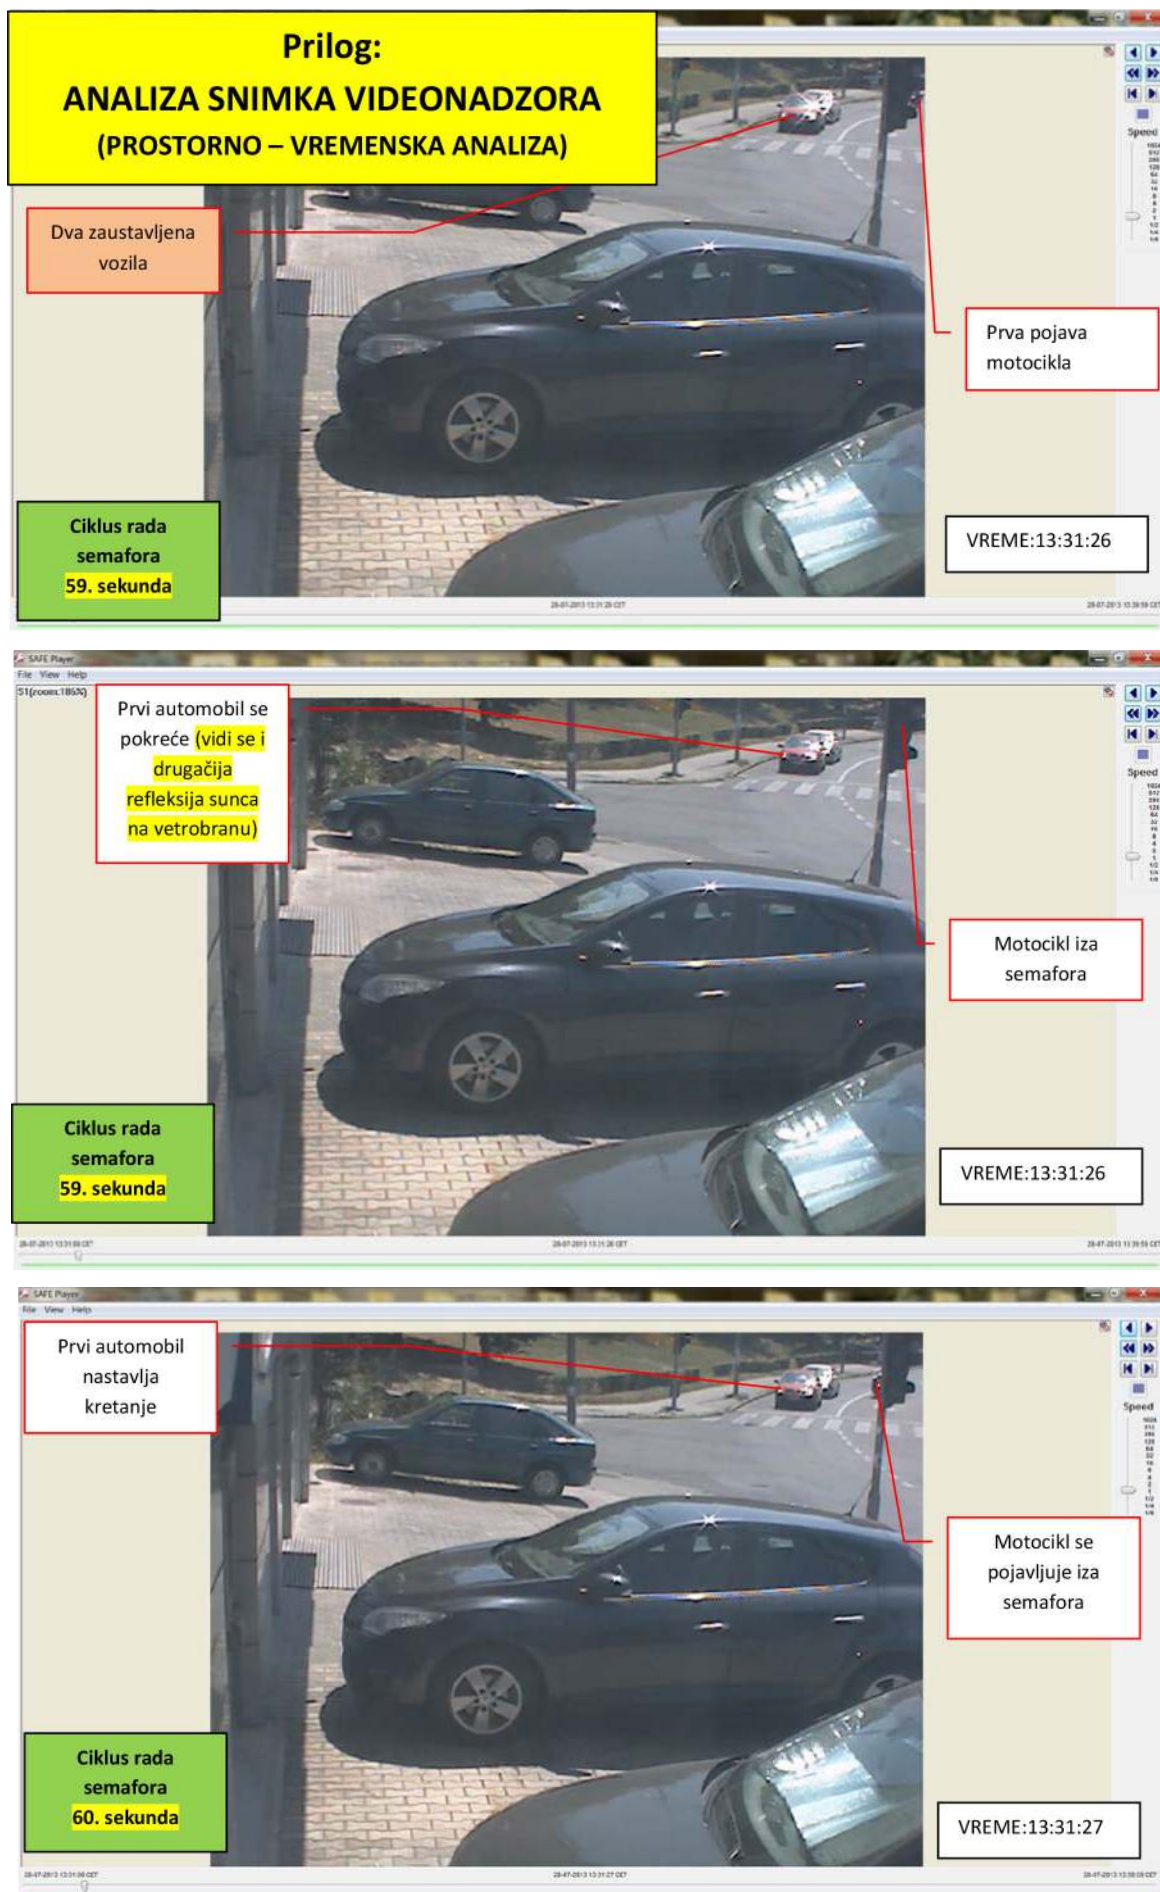 Prilog:
ANALIZA SNIMKA VIDEONADZORA
(PROSTORNO – VREMENSKA ANALIZA)
Speed
Dva zaustavljena
vozila
Prva pojava
motocikla
Ciklus rada
semafora
59. sekunda
VREME:13:31:26
SAFE Player
File View Help
Prvi automobil se
pokreće (vidi se i
drugačija
refleksija sunca
na vetrobranu)
Speed
Motocikl iza
semafora
Ciklus rada
semafora
59. sekunda
VREME:13:31:26
SAFE Player
File View Help
Prvi automobil
nastavlja
kretanje
Speed
Motocikl se
pojavljuje iza
semafora
Ciklus rada
semafora
60. sekunda
VREME:13:31:27